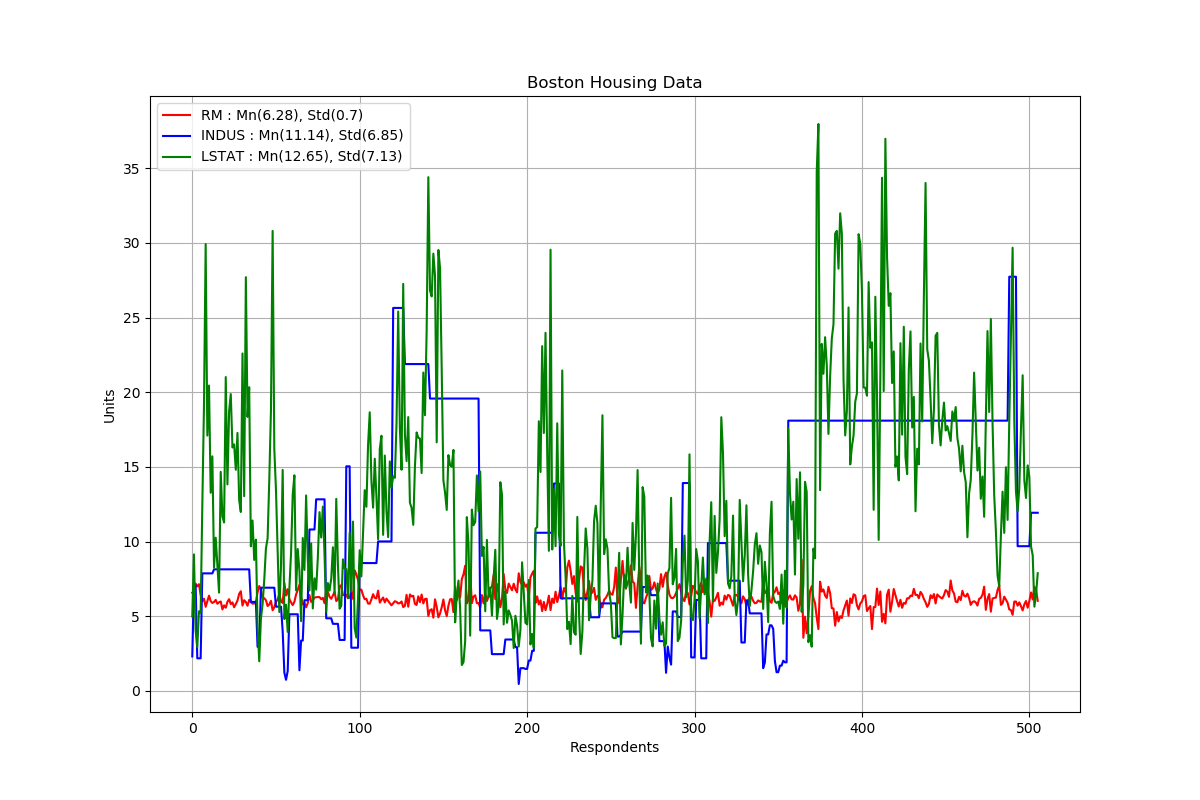 Boston Housing Data
RM : Mn(6.28), Std(0.7)
INDUS : Mn(11.14), Std(6.85)
LSTAT : Mn(12.65), Std(7.13)
Units
35
30
25
20
15
10
5
0
0 100 200 300 400 500
Respondents